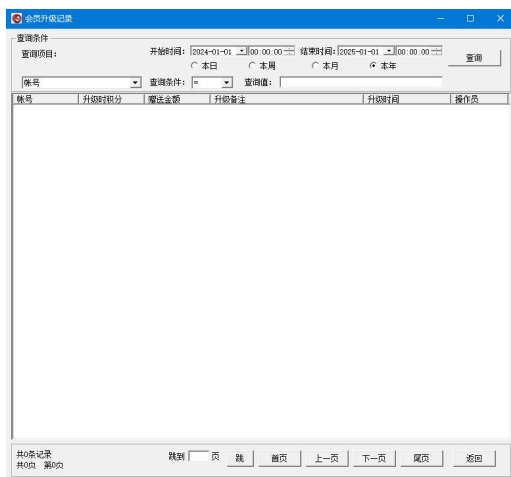 会员升级记录
查询条件
查询项目: 开始时间: 2024-01-01 00:00:00 结束时间: 2025-01-01 00:00:00 查询
本日 本周 本月 本年
帐号 查询条件: = 查询值:
帐号 升级时积分 赠送金额 升级备注 升级时间 操作员
共0条记录
共0页 第0页 跳到 页 跳 首页 上一页 下一页 尾页 返回